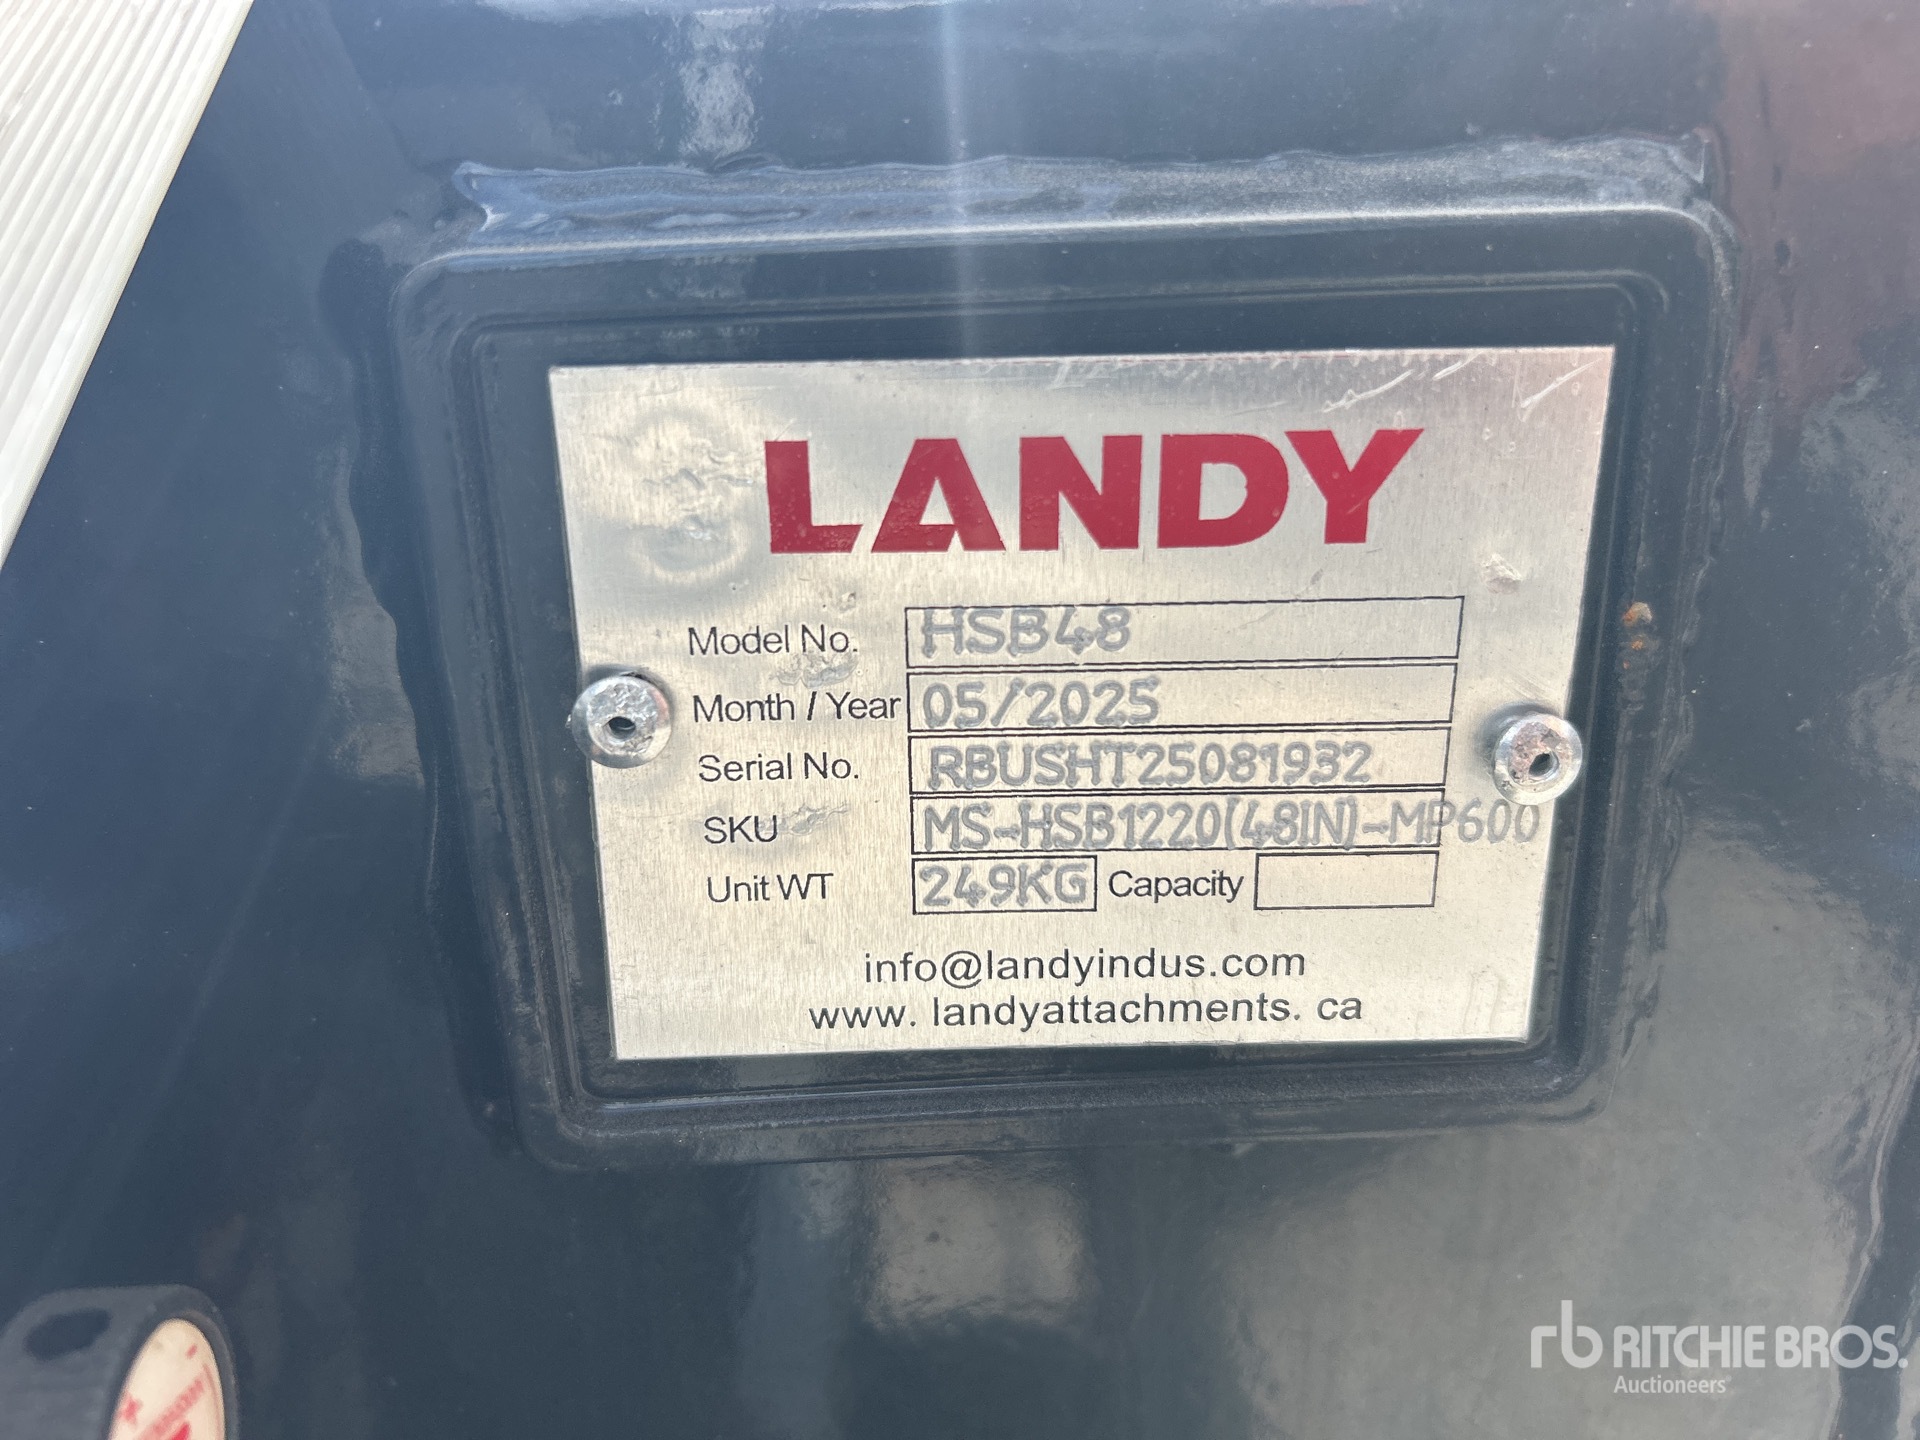 LANDY
Model No. HSB48
Month / Year 05/2025
Serial No. RBUSHT25081932
SKU MS-HSB1220(48IN)-MP600
Unit WT 249KG Capacity
info@landyindus.com
www. landyattachments. ca
rb RITCHIE BROS.
Auctioneers